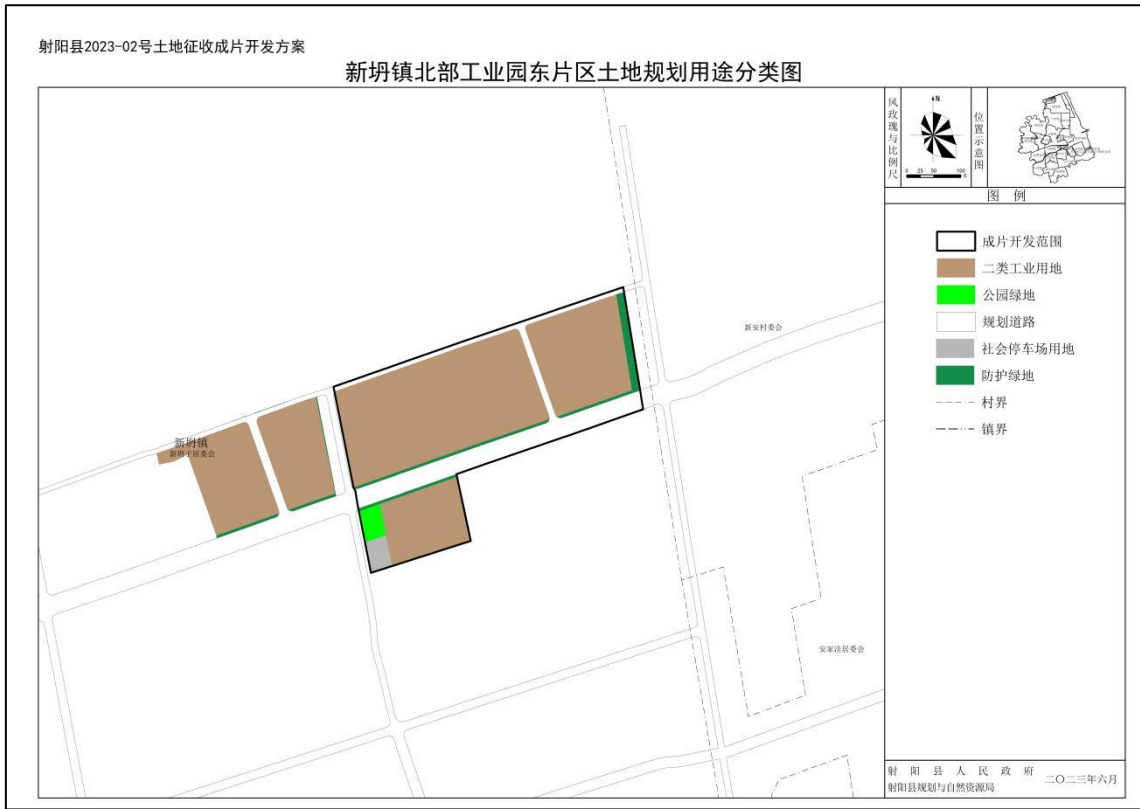 射阳县2023-02号土地征收成片开发方案
新坍镇北部工业园东片区土地规划用途分类图
风玫瑰与比例尺
N
0 25 50 100
位置示意图
图 例
成片开发范围
二类工业用地
公园绿地
规划道路
社会停车场用地
防护绿地
村界
镇界
新安村委会
新坍镇
安家洼居委会
射阳县人民政府
射阳县规划与自然资源局
二〇二三年六月